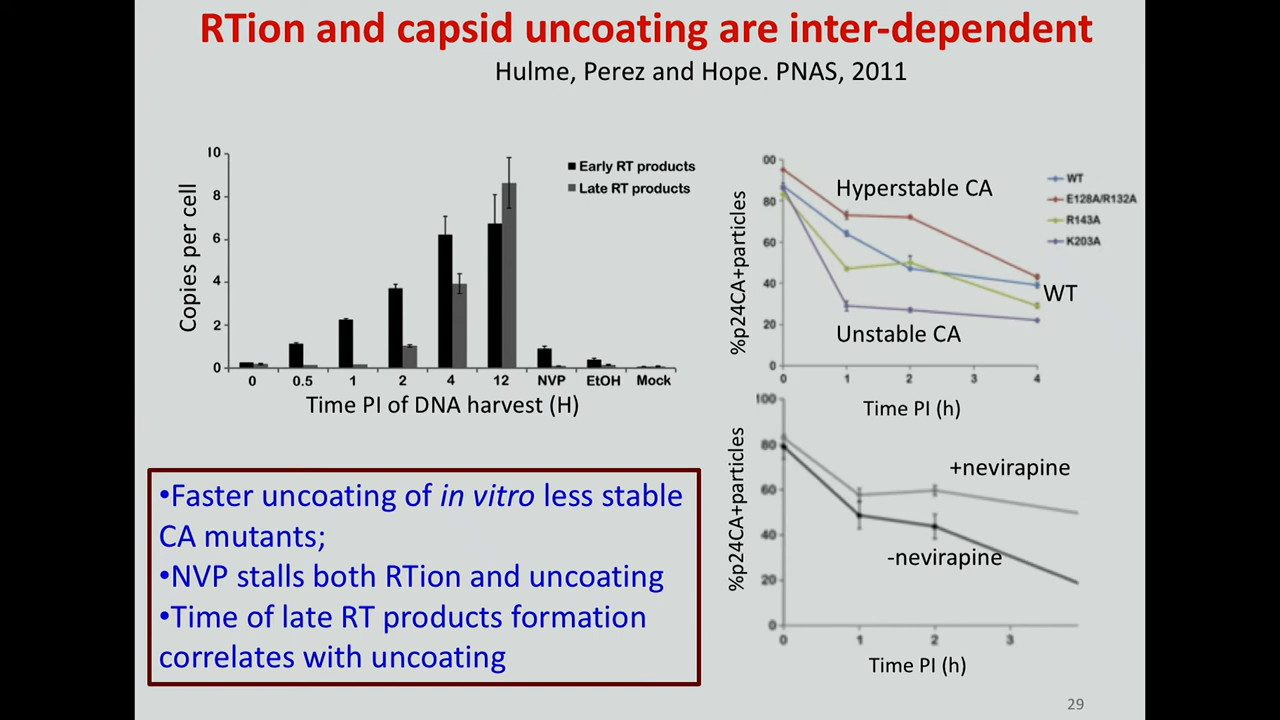 RTion and capsid uncoating are inter-dependent
Hulme, Perez and Hope. PNAS, 2011
10
8
6
4
2
0
Copies per cell
Early RT products
Late RT products
0 0.5 1 2 4 12 NVP EtOH Mock
Time PI of DNA harvest (H)
00
80
60
40
20
0
%p24CA+particles
Hyperstable CA
WT
E128A/R132A
R143A
K203A
WT
Unstable CA
0 1 2 3 4
Time PI (h)
100
80
60
40
20
0
%p24CA+particles
+nevirapine
-nevirapine
0 1 2 3
Time PI (h)
•Faster uncoating of in vitro less stable
CA mutants;
•NVP stalls both RTion and uncoating
•Time of late RT products formation
correlates with uncoating
29